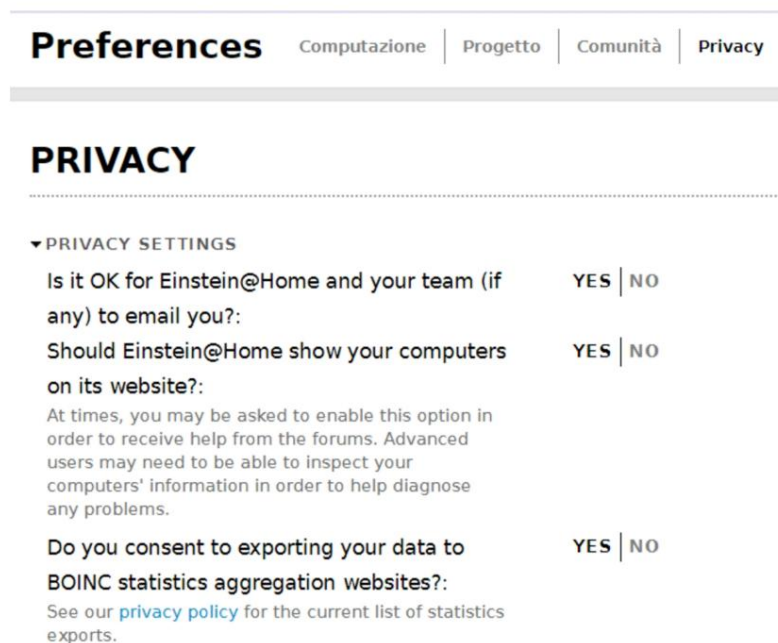 Preferences Computazione Progetto Comunità Privacy
PRIVACY
PRIVACY SETTINGS
Is it OK for Einstein@Home and your team (if YES NO
any) to email you?:
Should Einstein@Home show your computers YES NO
on its website?:
At times, you may be asked to enable this option in
order to receive help from the forums. Advanced
users may need to be able to inspect your
computers' information in order to help diagnose
any problems.
Do you consent to exporting your data to YES NO
BOINC statistics aggregation websites?:
See our privacy policy for the current list of statistics
exports.